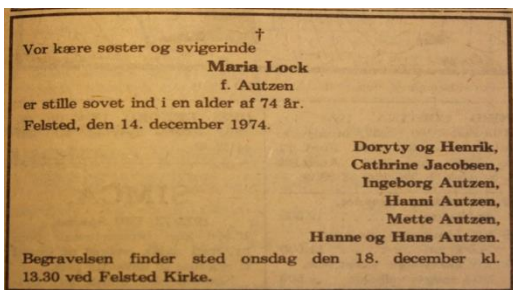 †
Vor kære søster og svigerinde
Maria Lock
f. Autzen
er stille sovet ind i en alder af 74 år.
Felsted, den 14. december 1974.
Doryty og Henrik,
Cathrine Jacobsen,
Ingeborg Autzen,
Hanni Autzen,
Mette Autzen,
Hanne og Hans Autzen.
Begravelsen finder sted onsdag den 18. december kl.
13.30 ved Felsted Kirke.